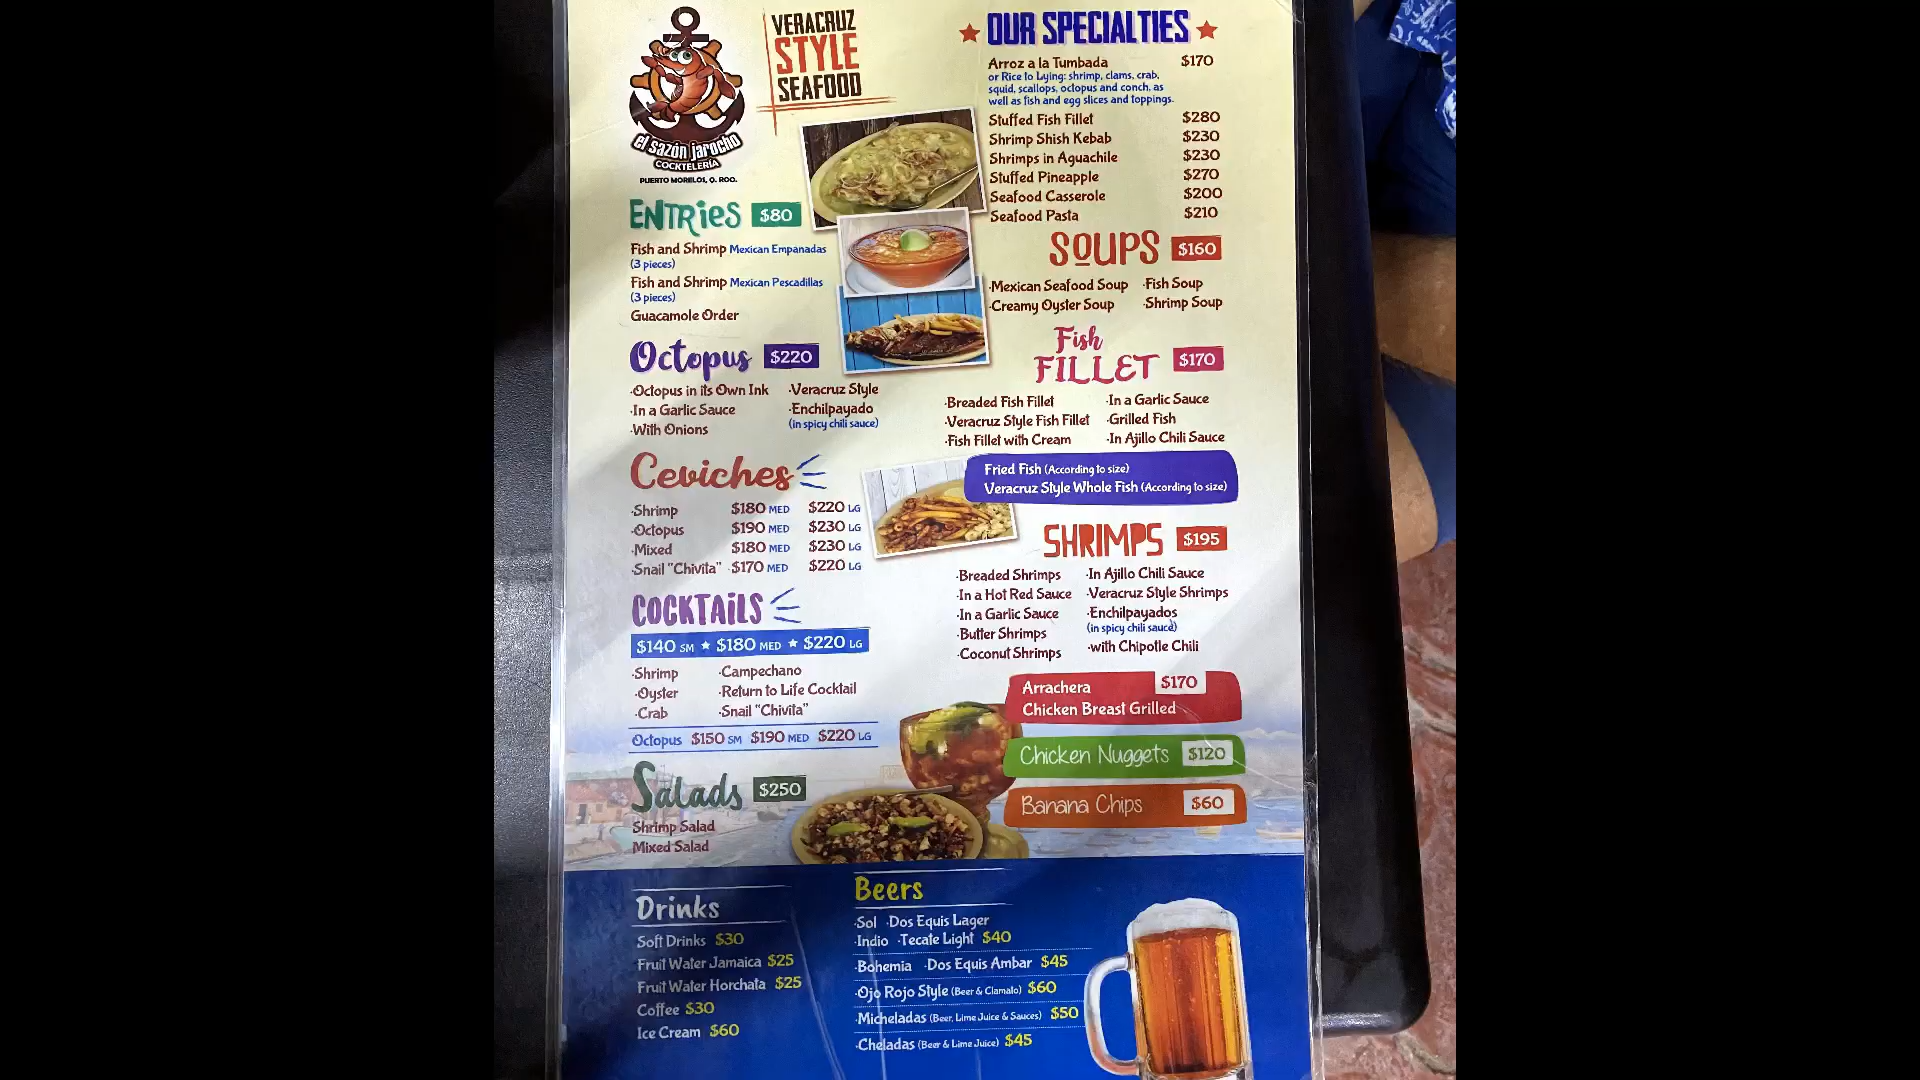 el sazón jarocho
COCKTELERÍA
PUERTO MORELOS, Q. ROO.
VERACRUZ
STYLE
SEAFOOD
ENTRIES $80
Fish and Shrimp Mexican Empanadas
(3 pieces)
Fish and Shrimp Mexican Pescadillas
(3 pieces)
Guacamole Order
Octopus $220
·Octopus in its Own Ink ·Veracruz Style
·In a Garlic Sauce ·Enchilpayado
·With Onions (in spicy chili sauce)
Ceviches
·Shrimp $180 MED $220 LG
·Octopus $190 MED $230 LG
·Mixed $180 MED $230 LG
·Snail "Chivita" $170 MED $220 LG
COCKTAILS
$140 SM ★ $180 MED ★ $220 LG
·Shrimp ·Campechano
·Oyster ·Return to Life Cocktail
·Crab ·Snail "Chivita"
Octopus $150 SM $190 MED $220 LG
Salads $250
Shrimp Salad
Mixed Salad
★ OUR SPECIALTIES ★
Arroz a la Tumbada $170
or Rice to Lying: shrimp, clams, crab,
squid, scallops, octopus and conch, as
well as fish and egg slices and toppings.
Stuffed Fish Fillet $280
Shrimp Shish Kebab $230
Shrimps in Aguachile $230
Stuffed Pineapple $270
Seafood Casserole $200
Seafood Pasta $210
SOUPS $160
·Mexican Seafood Soup ·Fish Soup
·Creamy Oyster Soup ·Shrimp Soup
Fish
FILLET $170
·Breaded Fish Fillet ·In a Garlic Sauce
·Veracruz Style Fish Fillet ·Grilled Fish
·Fish Fillet with Cream ·In Ajillo Chili Sauce
Fried Fish (According to size)
Veracruz Style Whole Fish (According to size)
SHRIMPS $195
·Breaded Shrimps ·In Ajillo Chili Sauce
·In a Hot Red Sauce ·Veracruz Style Shrimps
·In a Garlic Sauce ·Enchilpayados
·Butter Shrimps (in spicy chili sauce)
·Coconut Shrimps ·with Chipotle Chili
Arrachera $170
Chicken Breast Grilled
Chicken Nuggets $120
Banana Chips $60
Drinks
Soft Drinks $30
Fruit Water Jamaica $25
Fruit Water Horchata $25
Coffee $30
Ice Cream $60
Beers
·Sol ·Dos Equis Lager
·Indio ·Tecate Light $40
·Bohemia ·Dos Equis Ambar $45
·Ojo Rojo Style (Beer & Clamato) $60
·Micheladas (Beer, Lime Juice & Sauces) $50
·Cheladas (Beer & Lime Juice) $45